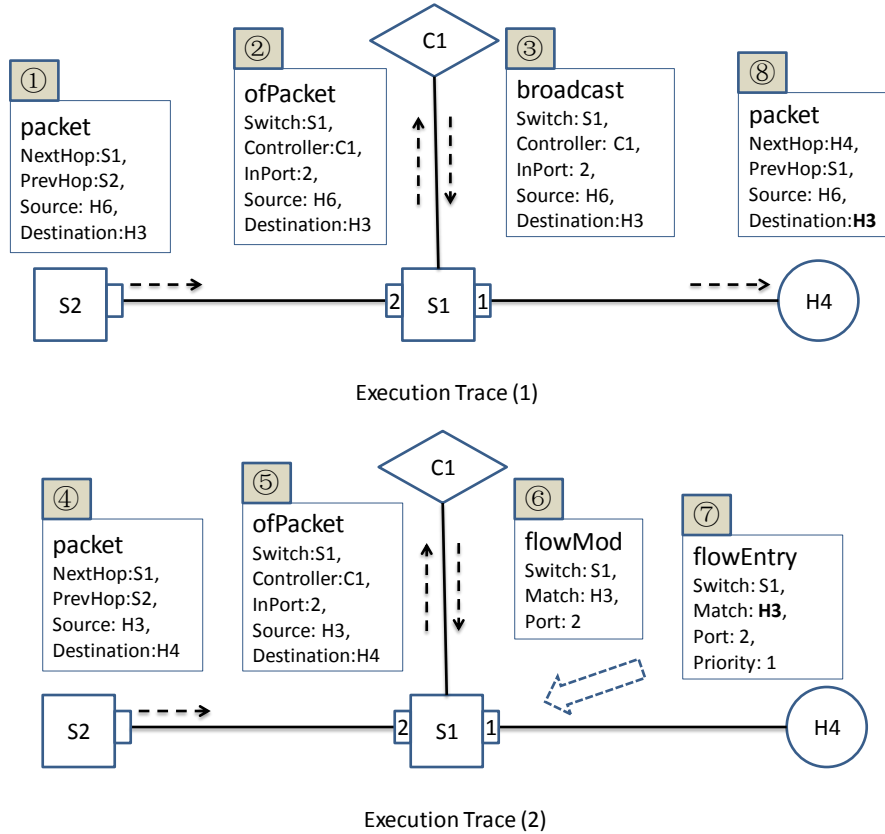 C1
①
packet
NextHop:S1,
PrevHop:S2,
Source: H6,
Destination:H3
②
ofPacket
Switch:S1,
Controller:C1,
InPort:2,
Source: H6,
Destination:H3
③
broadcast
Switch: S1,
Controller: C1,
InPort: 2,
Source: H6,
Destination:H3
⑧
packet
NextHop:H4,
PrevHop:S1,
Source: H6,
Destination:H3
S2
2
S1
1
H4
Execution Trace (1)
C1
④
packet
NextHop:S1,
PrevHop:S2,
Source: H3,
Destination:H4
⑤
ofPacket
Switch:S1,
Controller:C1,
InPort:2,
Source: H3,
Destination:H4
⑥
flowMod
Switch: S1,
Match: H3,
Port: 2
⑦
flowEntry
Switch: S1,
Match: H3,
Port: 2,
Priority: 1
S2
2
S1
1
H4
Execution Trace (2)